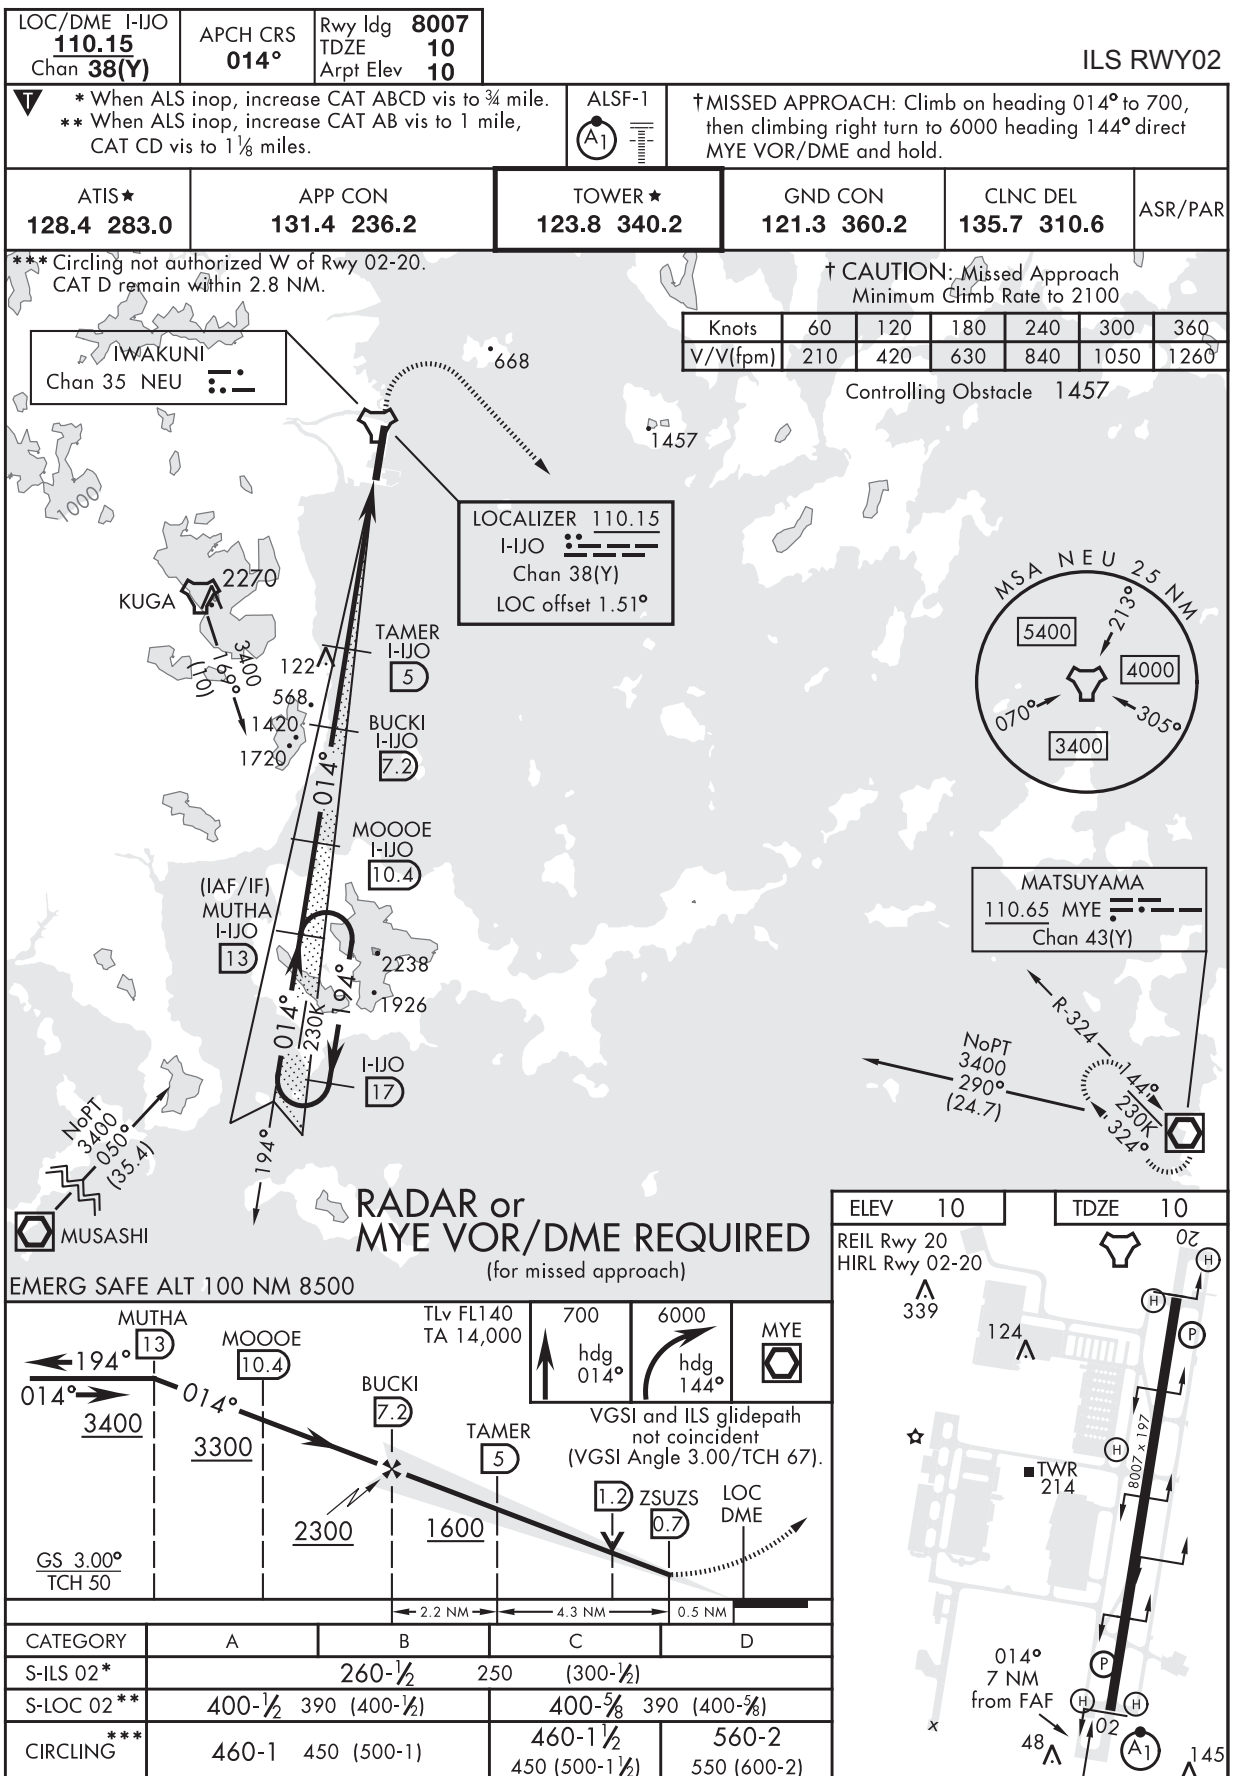 LOC/DME I-IJO
110.15
Chan 38(Y)
APCH CRS
014°
Rwy ldg 8007
TDZE 10
Arpt Elev 10
ILS RWY02
T
* When ALS inop, increase CAT ABCD vis to ¾ mile.
** When ALS inop, increase CAT AB vis to 1 mile,
CAT CD vis to 1⅛ miles.
ALSF-1
A1
† MISSED APPROACH: Climb on heading 014° to 700,
then climbing right turn to 6000 heading 144° direct
MYE VOR/DME and hold.
ATIS★
128.4 283.0
APP CON
131.4 236.2
TOWER★
123.8 340.2
GND CON
121.3 360.2
CLNC DEL
135.7 310.6
ASR/PAR
*** Circling not authorized W of Rwy 02-20.
CAT D remain within 2.8 NM.
† CAUTION: Missed Approach
Minimum Climb Rate to 2100
Knots 60 120 180 240 300 360
V/V(fpm) 210 420 630 840 1050 1260
Controlling Obstacle 1457
IWAKUNI
Chan 35 NEU
668
1457
1000
LOCALIZER 110.15
I-IJO
Chan 38(Y)
LOC offset 1.51°
MSA NEU 25 NM
213°
5400
4000
070°
305°
3400
KUGA
2270
3400
169°
(10)
TAMER
I-IJO
5
122
568
1420
1720
BUCKI
I-IJO
7.2
014°
MOOOE
I-IJO
10.4
(IAF/IF)
MUTHA
I-IJO
13
2238
1926
014°
230K
194°
I-IJO
17
194°
MATSUYAMA
110.65 MYE
Chan 43(Y)
R-324
NoPT
3400
290°
(24.7)
144°
230K
324°
NoPT
3400
050°
(35.4)
MUSASHI
RADAR or
MYE VOR/DME REQUIRED
(for missed approach)
EMERG SAFE ALT 100 NM 8500
ELEV 10
TDZE 10
REIL Rwy 20
HIRL Rwy 02-20
20
H
339
H
124
P
8007 x 197
H
TWR
214
014°
7 NM
from FAF
P
H
H
02
x
48
A1
145
MUTHA
13
MOOOE
10.4
TLv FL140
TA 14,000
700
hdg
014°
6000
hdg
144°
MYE
194°
014°
014°
3400
3300
BUCKI
7.2
TAMER
5
VGSI and ILS glidepath
not coincident
(VGSI Angle 3.00/TCH 67).
1.2
ZSUZS
0.7
LOC
DME
2300
1600
GS 3.00°
TCH 50
2.2 NM
4.3 NM
0.5 NM
CATEGORY A B C D
S-ILS 02* 260-½ 250 (300-½)
S-LOC 02** 400-½ 390 (400-½) 400-⅝ 390 (400-⅝)
CIRCLING*** 460-1 450 (500-1) 460-1½ 560-2
450 (500-1½) 550 (600-2)